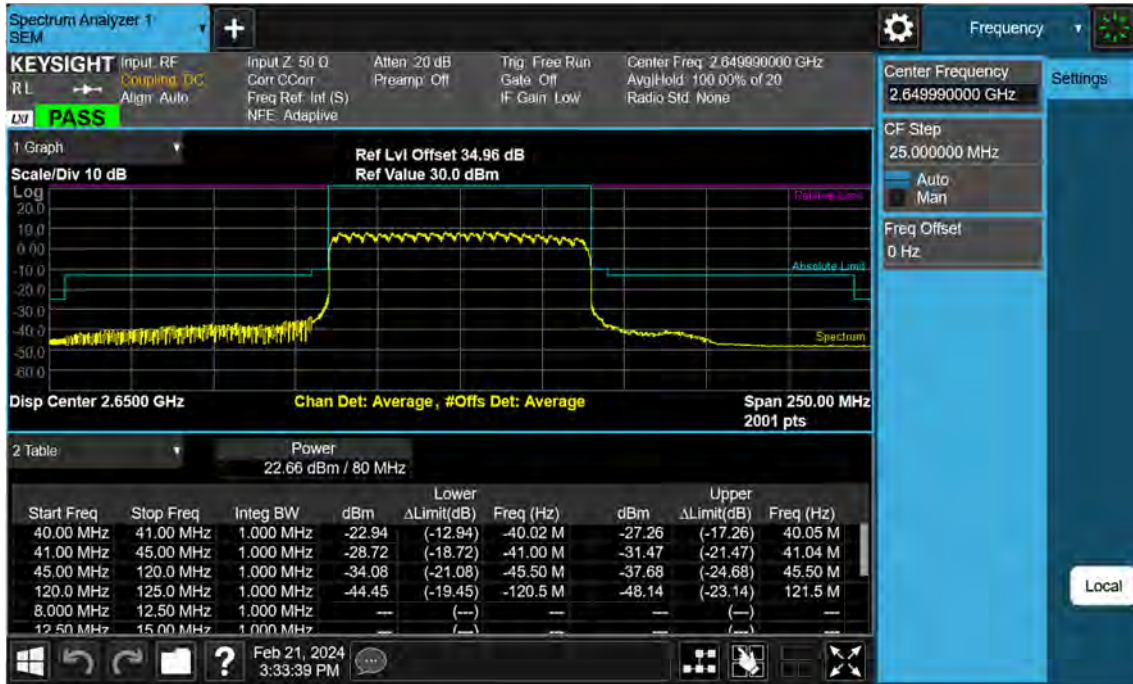 Spectrum Analyzer 1
SEM
+
Frequency
KEYSIGHT
RL
LXI PASS
Input: RF
Coupling: DC
Align: Auto
Input Z: 50 Ω
Corr CCorr
Freq Ref: Int (S)
NFE: Adaptive
Atten: 20 dB
Preamp: Off
Trig: Free Run
Gate: Off
IF Gain: Low
Center Freq: 2.649990000 GHz
Avg|Hold: 100.00% of 20
Radio Std: None
Center Frequency
2.649990000 GHz
Settings
CF Step
25.000000 MHz
Auto
Man
Freq Offset
0 Hz
Local
1 Graph
Scale/Div 10 dB
Ref Lvl Offset 34.96 dB
Ref Value 30.0 dBm
Log
20.0
10.0
0.00
-10.0
-20.0
-30.0
-40.0
-50.0
-60.0
Relative Limit
Absolute Limit
Spectrum
Disp Center 2.6500 GHz Chan Det: Average, #Offs Det: Average Span 250.00 MHz
2001 pts
2 Table
Power
22.66 dBm / 80 MHz
Lower Upper
Start Freq Stop Freq Integ BW dBm ΔLimit(dB) Freq (Hz) dBm ΔLimit(dB) Freq (Hz)
40.00 MHz 41.00 MHz 1.000 MHz -22.94 (-12.94) -40.02 M -27.26 (-17.26) 40.05 M
41.00 MHz 45.00 MHz 1.000 MHz -28.72 (-18.72) -41.00 M -31.47 (-21.47) 41.04 M
45.00 MHz 120.0 MHz 1.000 MHz -34.08 (-21.08) -45.50 M -37.68 (-24.68) 45.50 M
120.0 MHz 125.0 MHz 1.000 MHz -44.45 (-19.45) -120.5 M -48.14 (-23.14) 121.5 M
8.000 MHz 12.50 MHz 1.000 MHz --- (---) --- --- (---) ---
12.50 MHz 15.00 MHz 1.000 MHz --- (---) --- --- (---) ---
?
Feb 21, 2024
3:33:39 PM